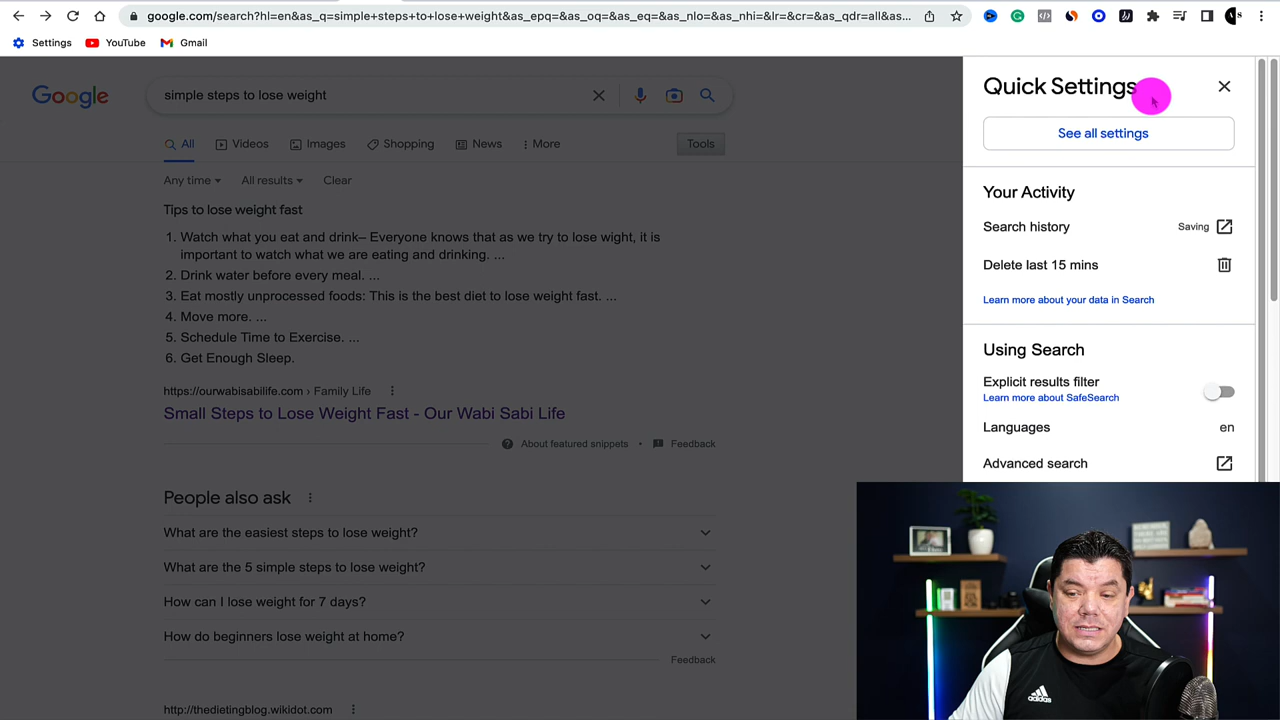 google.com/search?hl=en&as_q=simple+steps+to+lose+weight&as_epq=&as_oq=&as_eq=&as_nlo=&as_nhi=&lr=&cr=&as_qdr=all&as...
Settings
YouTube
Gmail
Google
simple steps to lose weight
All
Videos
Images
Shopping
News
More
Tools
Any time
All results
Clear
Tips to lose weight fast
1. Watch what you eat and drink– Everyone knows that as we try to lose wight, it is
important to watch what we are eating and drinking. ...
2. Drink water before every meal. ...
3. Eat mostly unprocessed foods: This is the best diet to lose weight fast. ...
4. Move more. ...
5. Schedule Time to Exercise. ...
6. Get Enough Sleep.
https://ourwabisabilife.com › Family Life
Small Steps to Lose Weight Fast - Our Wabi Sabi Life
About featured snippets • Feedback
People also ask
What are the easiest steps to lose weight?
What are the 5 simple steps to lose weight?
How can I lose weight for 7 days?
How do beginners lose weight at home?
Feedback
http://thedietingblog.wikidot.com
Quick Settings
See all settings
Your Activity
Search history
Saving
Delete last 15 mins
Learn more about your data in Search
Using Search
Explicit results filter
Learn more about SafeSearch
Languages
en
Advanced search
adidas